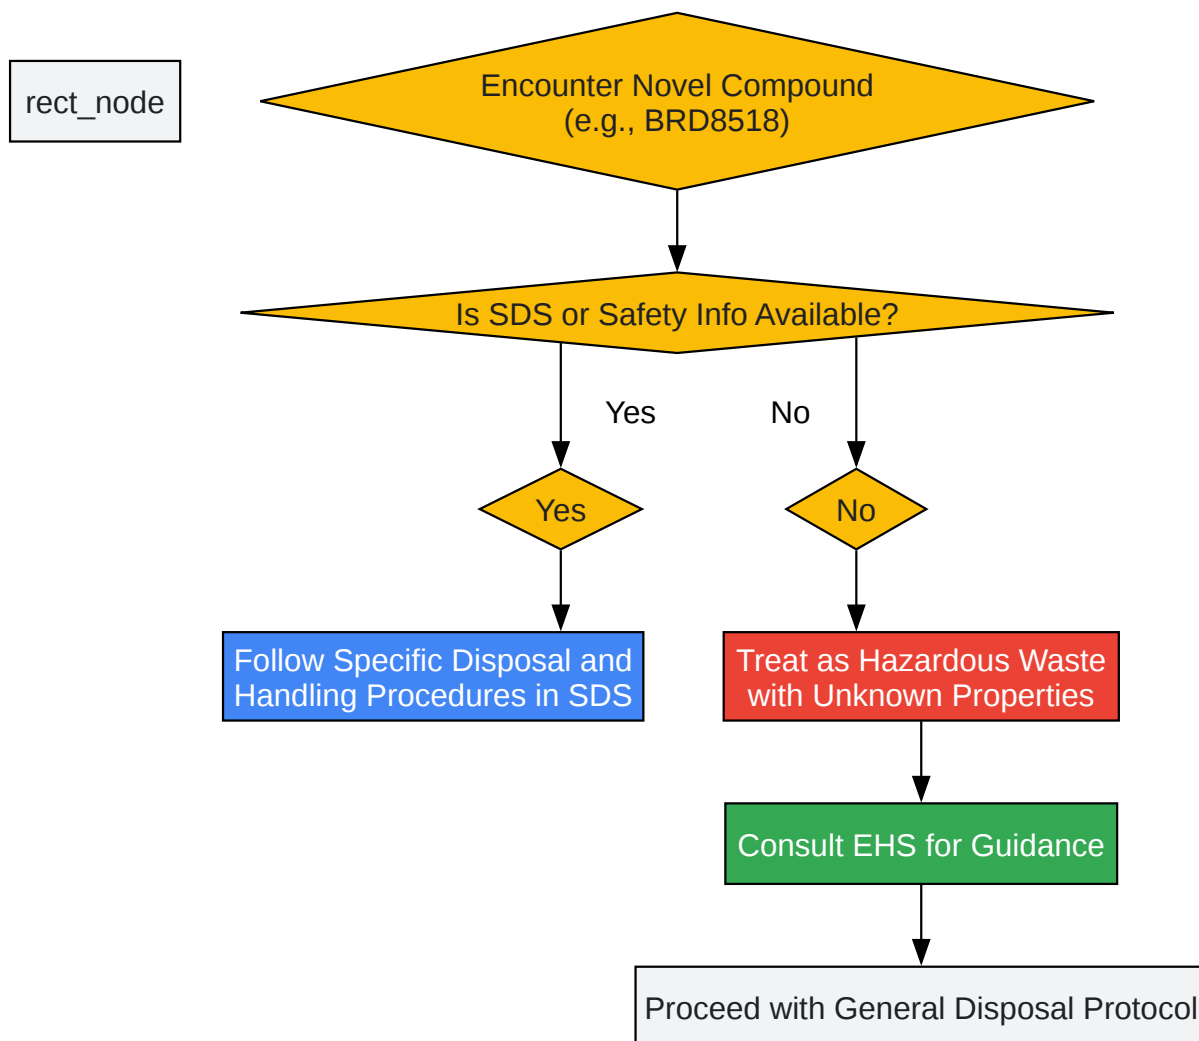 rect_node
Encounter Novel Compound
(e.g., BRD8518)
Is SDS or Safety Info Available?
Yes
No
Yes
No
Follow Specific Disposal and
Handling Procedures in SDS
Treat as Hazardous Waste
with Unknown Properties
Consult EHS for Guidance
Proceed with General Disposal Protocol